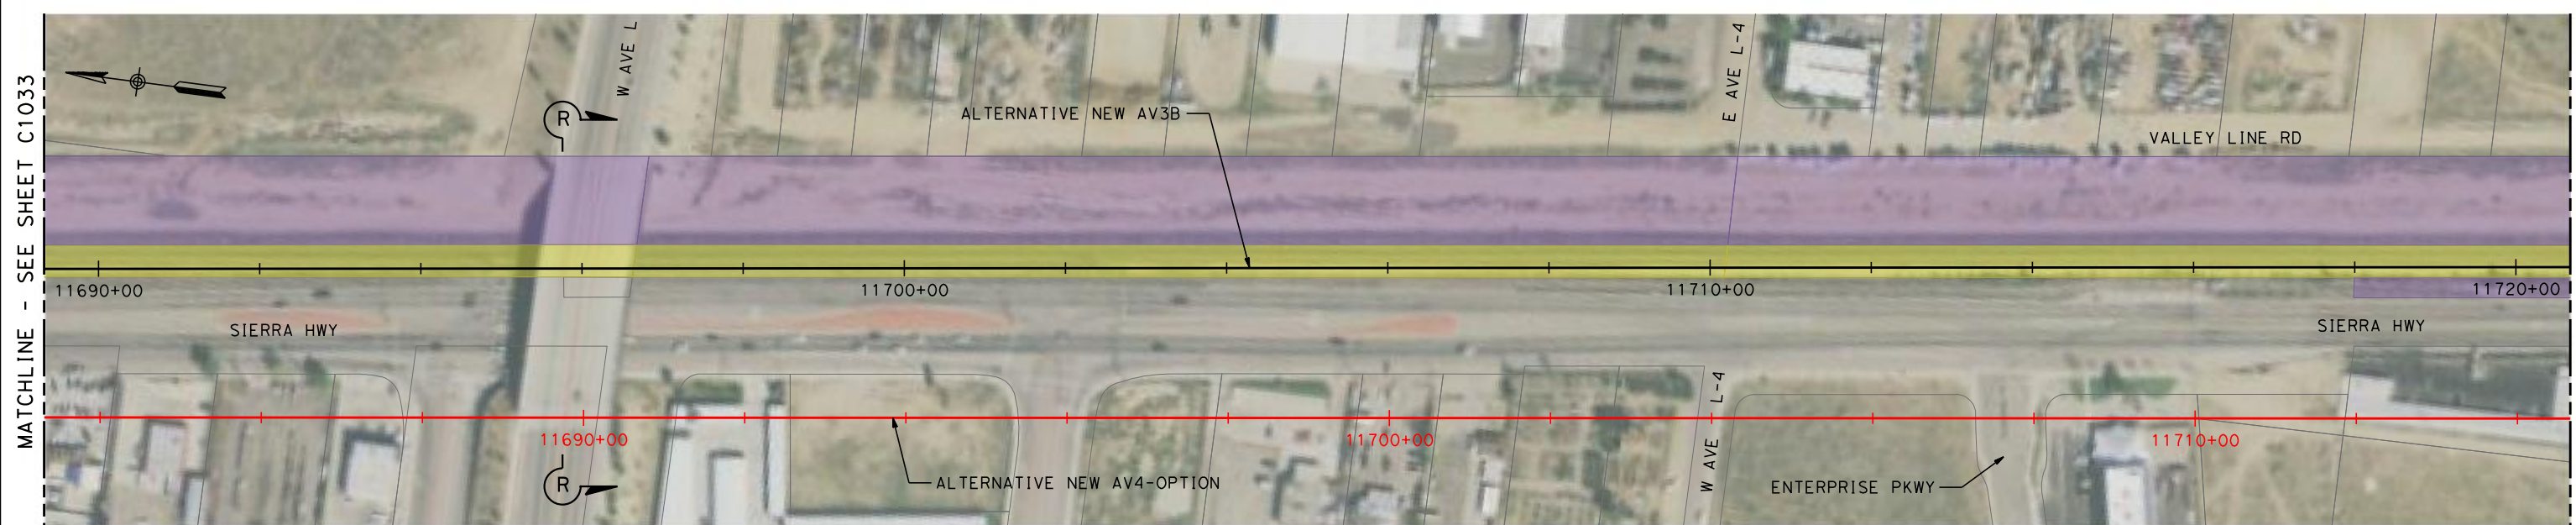 MATCHLINE - SEE SHEET C1033
W AVE L
R
ALTERNATIVE NEW AV3B
E AVE L-4
VALLEY LINE RD
11690+00
11700+00
11710+00
11720+00
SIERRA HWY
SIERRA HWY
11690+00
11700+00
11710+00
R
ALTERNATIVE NEW AV4-OPTION
W AVE L-4
ENTERPRISE PKWY